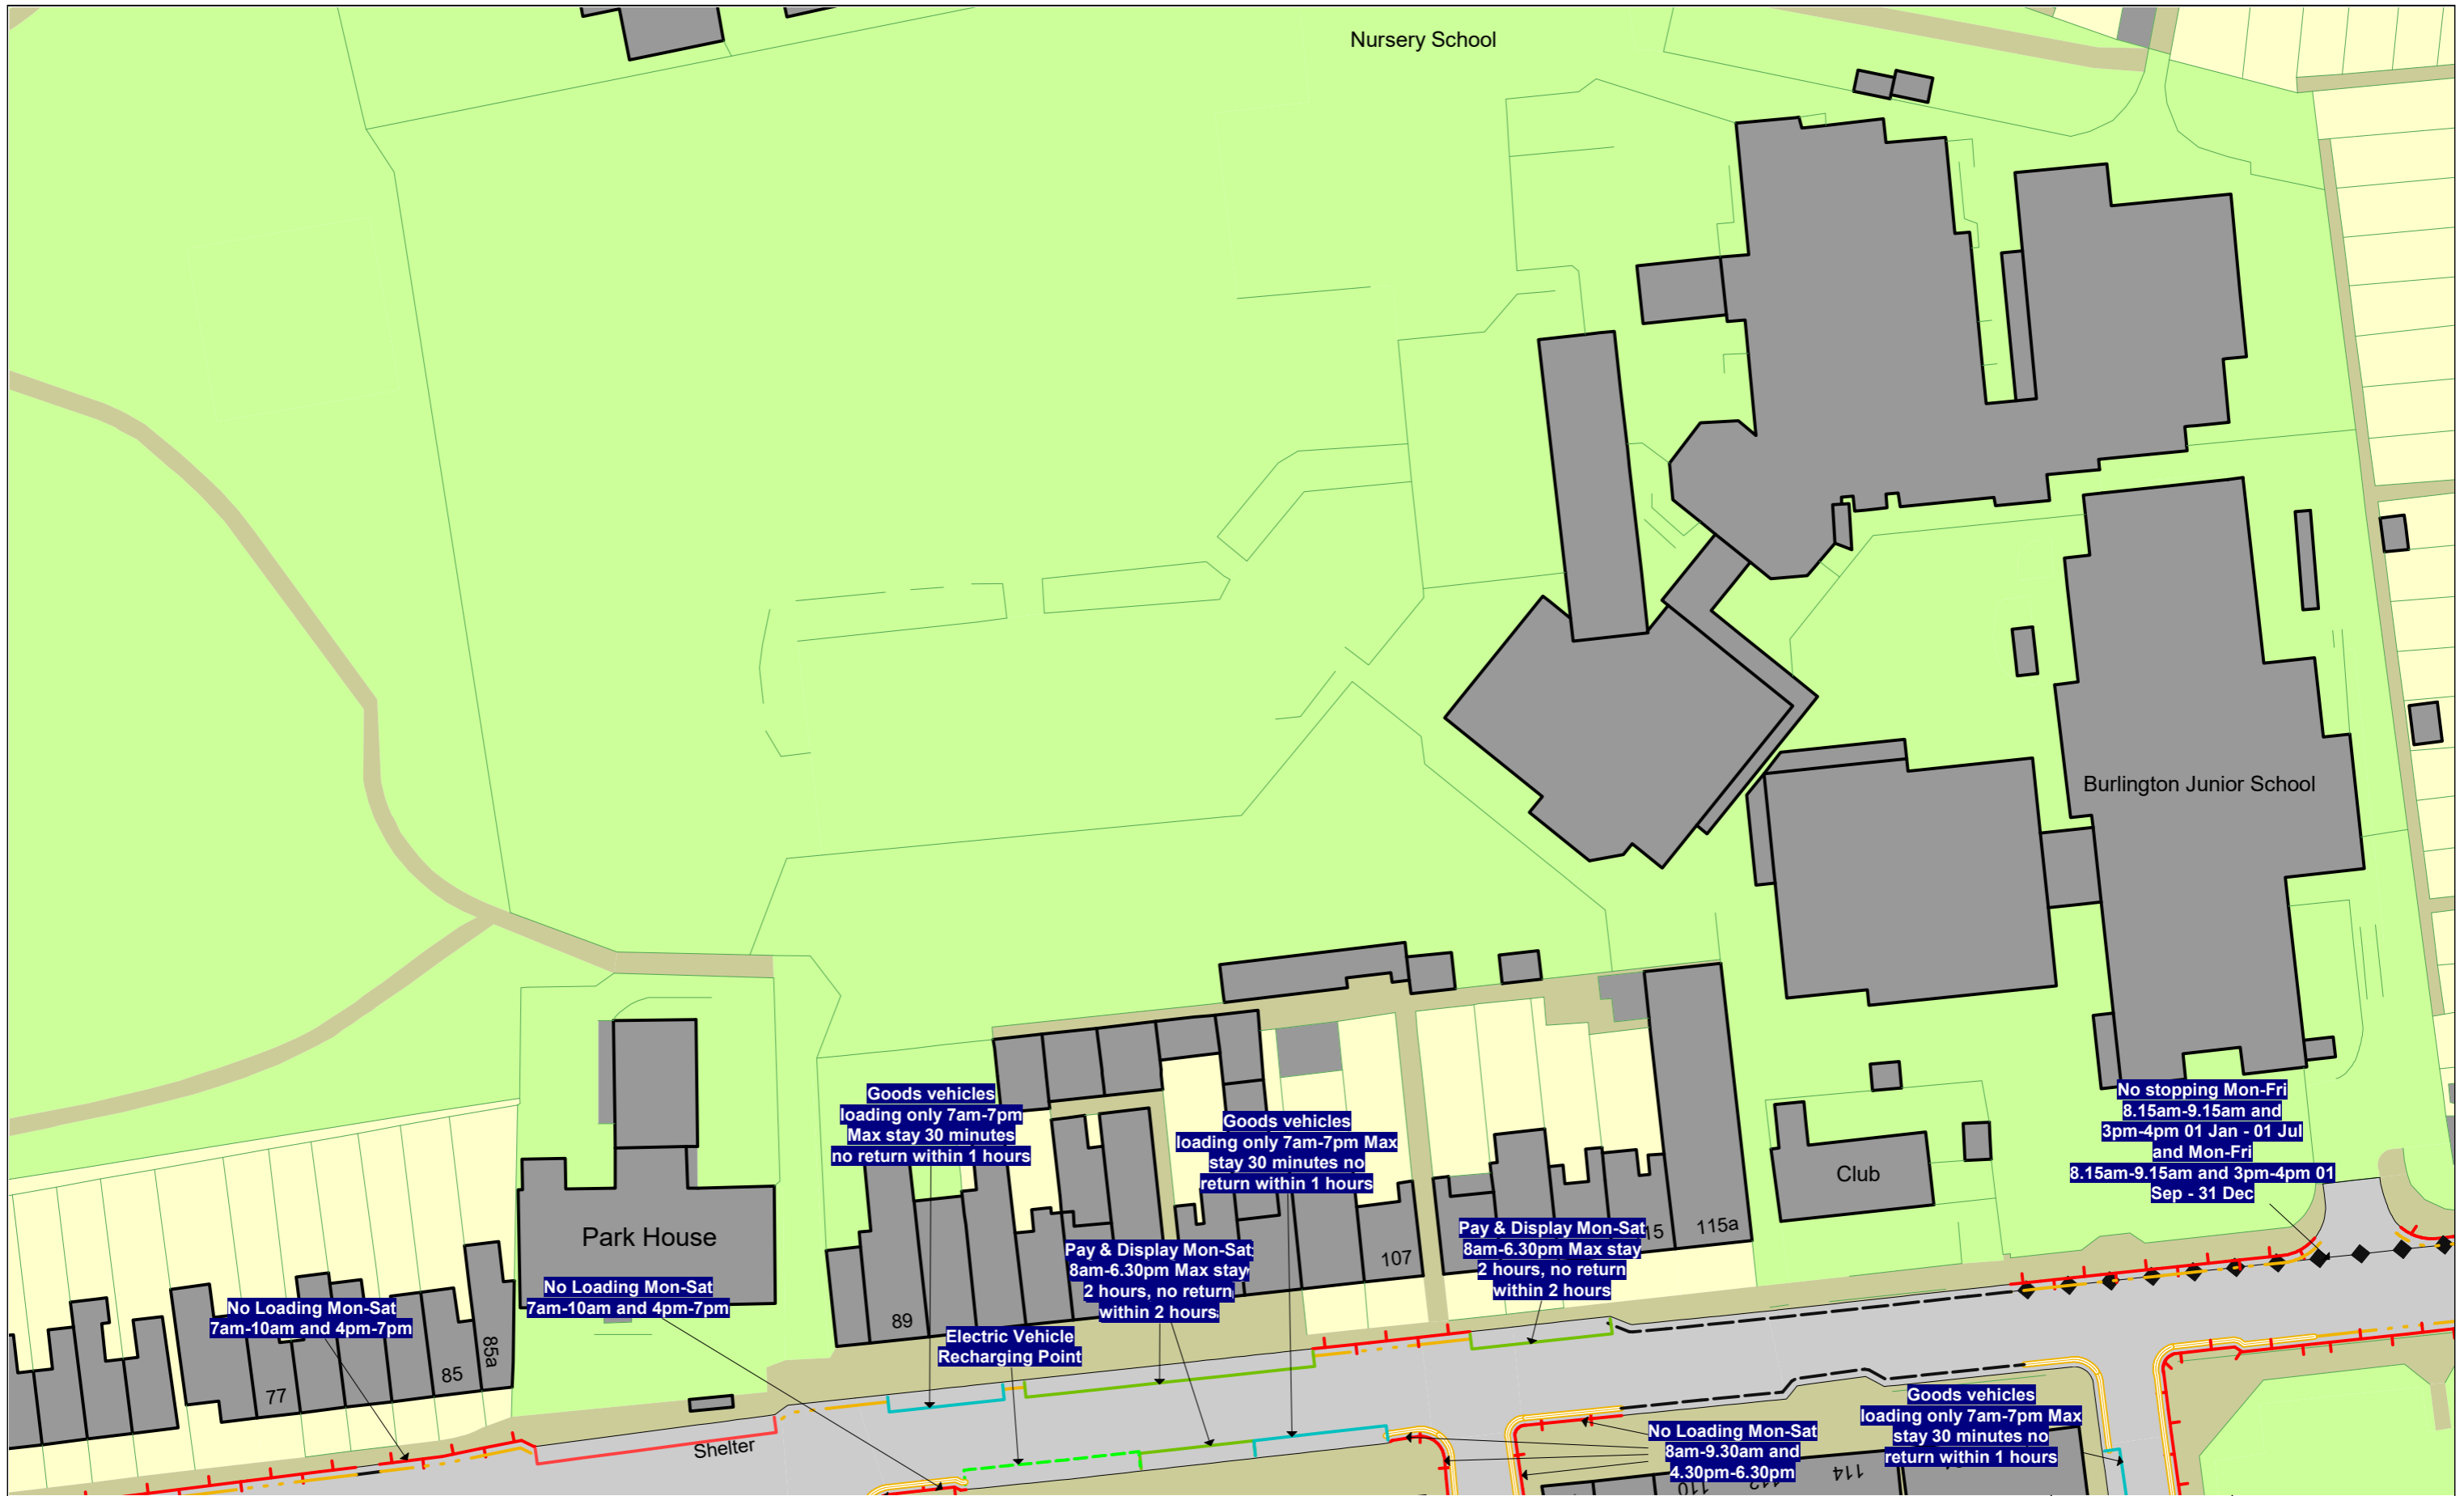 Nursery School
Burlington Junior School
Goods vehicles
loading only 7am-7pm
Max stay 30 minutes
no return within 1 hours
Goods vehicles
loading only 7am-7pm Max
stay 30 minutes no
return within 1 hours
No stopping Mon-Fri
8.15am-9.15am and
3pm-4pm 01 Jan - 01 Jul
and Mon-Fri
8.15am-9.15am and 3pm-4pm 01
Sep - 31 Dec
Club
Park House
115a
15
107
Pay & Display Mon-Sat
8am-6.30pm Max stay
2 hours, no return
within 2 hours
Pay & Display Mon-Sat
8am-6.30pm Max stay
2 hours, no return
within 2 hours
No Loading Mon-Sat
7am-10am and 4pm-7pm
No Loading Mon-Sat
7am-10am and 4pm-7pm
89
Electric Vehicle
Recharging Point
85a
85
77
Shelter
Goods vehicles
loading only 7am-7pm Max
stay 30 minutes no
return within 1 hours
No Loading Mon-Sat
8am-9.30am and
4.30pm-6.30pm
114
110